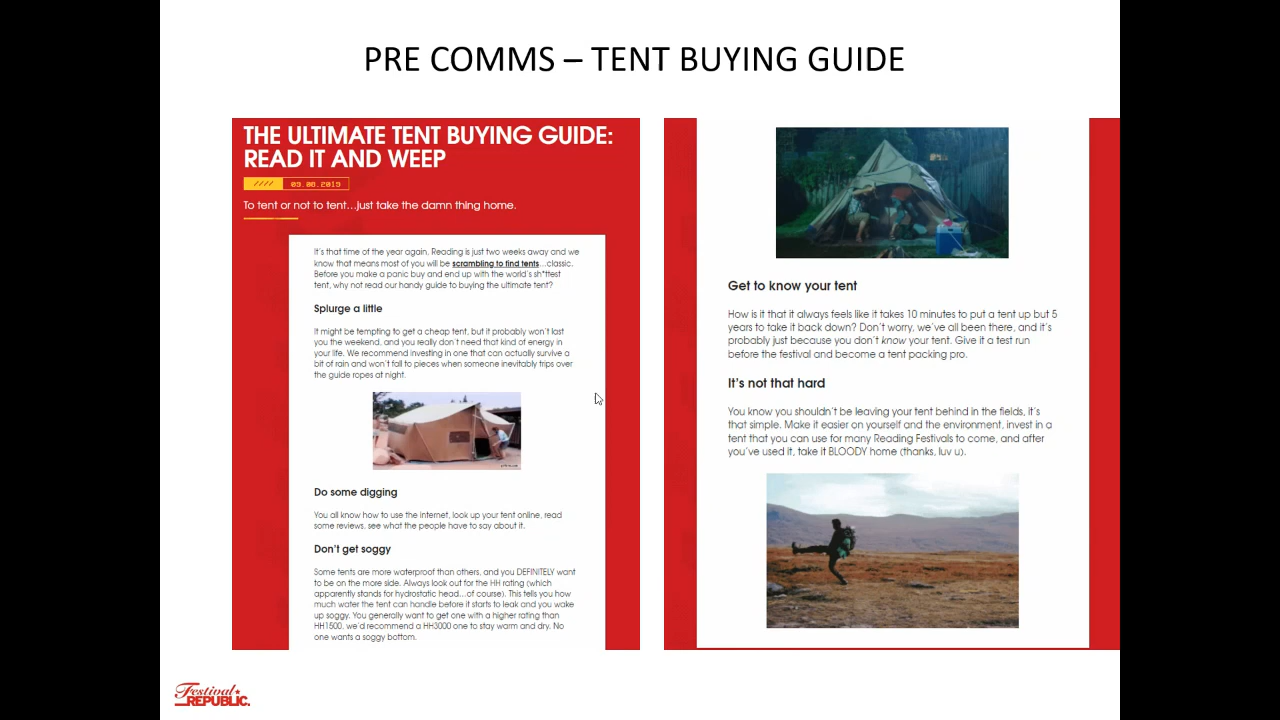 PRE COMMS – TENT BUYING GUIDE
THE ULTIMATE TENT BUYING GUIDE:
READ IT AND WEEP
//// 09.08.2019
To tent or not to tent...just take the damn thing home.
It's that time of the year again, Reading is just two weeks away and we
know that means most of you will be scrambling to find tents...classic.
Before you make a panic buy and end up with the world's sh*ttest
tent, why not read our handy guide to buying the ultimate tent?
Splurge a little
It might be tempting to get a cheap tent, but it probably won't last
you the weekend, and you really don't need that kind of energy in
your life. We recommend investing in one that can actually survive a
bit of rain and won't fall to pieces when someone inevitably trips over
the guide ropes at night.
Do some digging
You all know how to use the internet, look up your tent online, read
some reviews, see what the people have to say about it.
Don't get soggy
Some tents are more waterproof than others, and you DEFINITELY want
to be on the more side. Always look out for the HH rating (which
apparently stands for hydrostatic head...of course). This tells you how
much water the tent can handle before it starts to leak and you wake
up soggy. You generally want to get one with a higher rating than
HH1500, we'd recommend a HH3000 one to stay warm and dry. No
one wants a soggy bottom.
Get to know your tent
How is it that it always feels like it takes 10 minutes to put a tent up but 5
years to take it back down? Don't worry, we've all been there, and it's
probably just because you don't know your tent. Give it a test run
before the festival and become a tent packing pro.
It's not that hard
You know you shouldn't be leaving your tent behind in the fields, it's
that simple. Make it easier on yourself and the environment, invest in a
tent that you can use for many Reading Festivals to come, and after
you've used it, take it BLOODY home (thanks, luv u).
Festival
REPUBLIC.